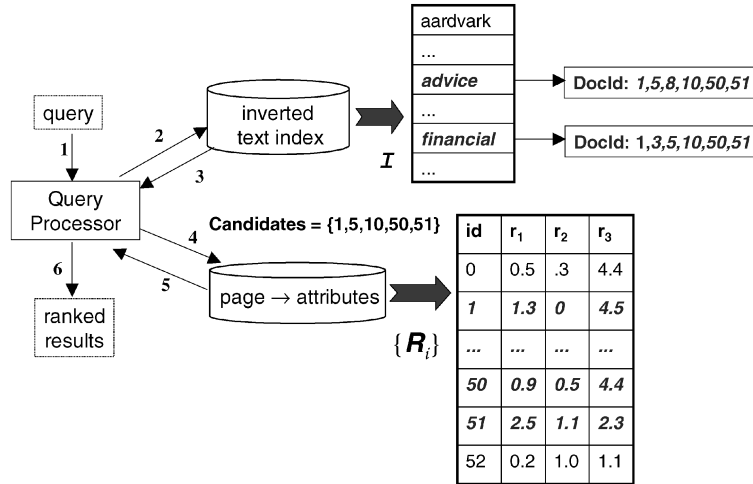 aardvark
...
advice
...
financial
...
DocId: 1,5,8,10,50,51
DocId: 1,3,5,10,50,51
query
1
2
3
inverted
text index
I
Query
Processor
Candidates = {1,5,10,50,51}
4
5
6
page → attributes
{Ri}
ranked
results
id r1 r2 r3
0 0.5 .3 4.4
1 1.3 0 4.5
... ... ... ...
50 0.9 0.5 4.4
51 2.5 1.1 2.3
52 0.2 1.0 1.1